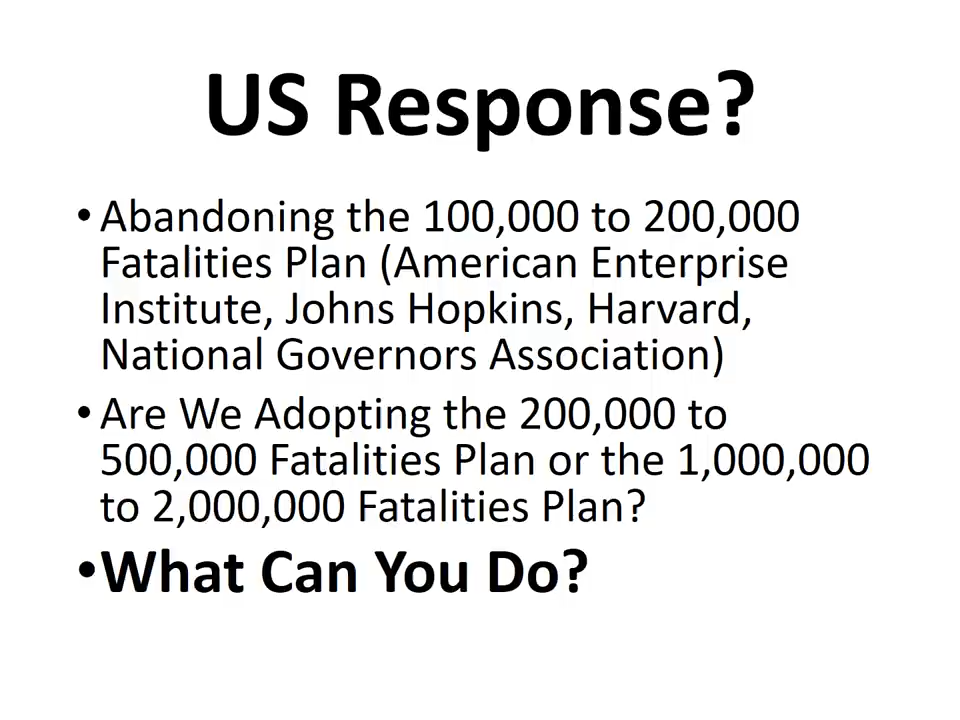 US Response?
•Abandoning the 100,000 to 200,000
Fatalities Plan (American Enterprise
Institute, Johns Hopkins, Harvard,
National Governors Association)
•Are We Adopting the 200,000 to
500,000 Fatalities Plan or the 1,000,000
to 2,000,000 Fatalities Plan?
•What Can You Do?